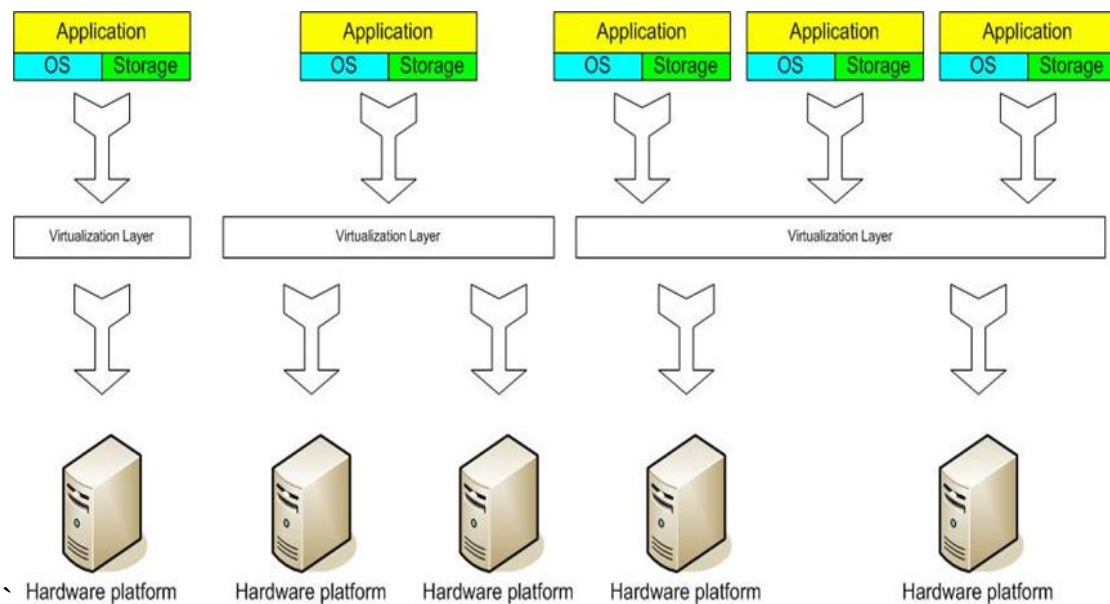 Application Application Application Application Application
OS Storage OS Storage OS Storage OS Storage OS Storage
Virtualization Layer Virtualization Layer Virtualization Layer
` Hardware platform Hardware platform Hardware platform Hardware platform Hardware platform